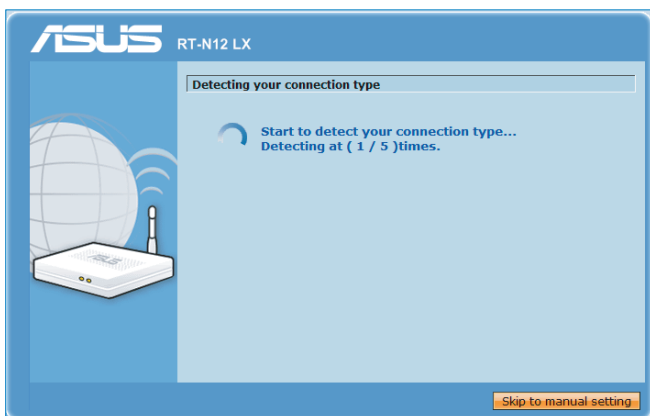 ASUS RT-N12 LX
Detecting your connection type
Start to detect your connection type...
Detecting at ( 1 / 5 )times.
ASUS
Skip to manual setting